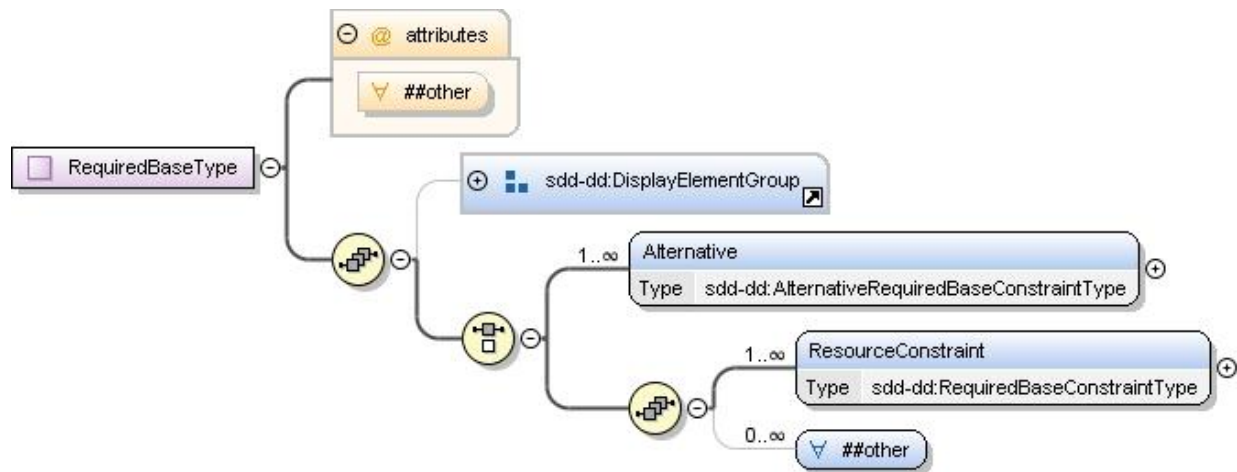 @ attributes
∀ ##other
RequiredBaseType
sdd-dd:DisplayElementGroup
1..∞
Alternative
Type sdd-dd:AlternativeRequiredBaseConstraintType
1..∞
ResourceConstraint
Type sdd-dd:RequiredBaseConstraintType
0..∞
∀ ##other